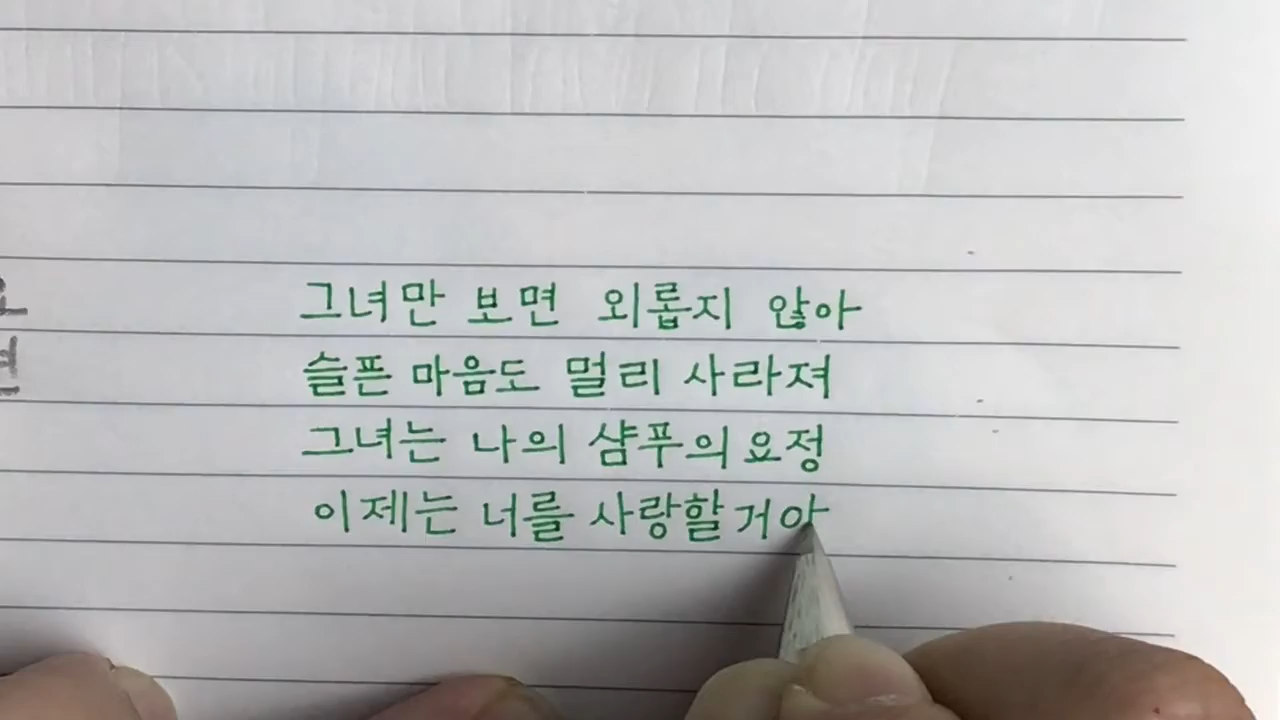 그녀만 보면 외롭지 않아
슬픈 마음도 멀리 사라져
그녀는 나의 샴푸의요정
이제는 너를 사랑할거야